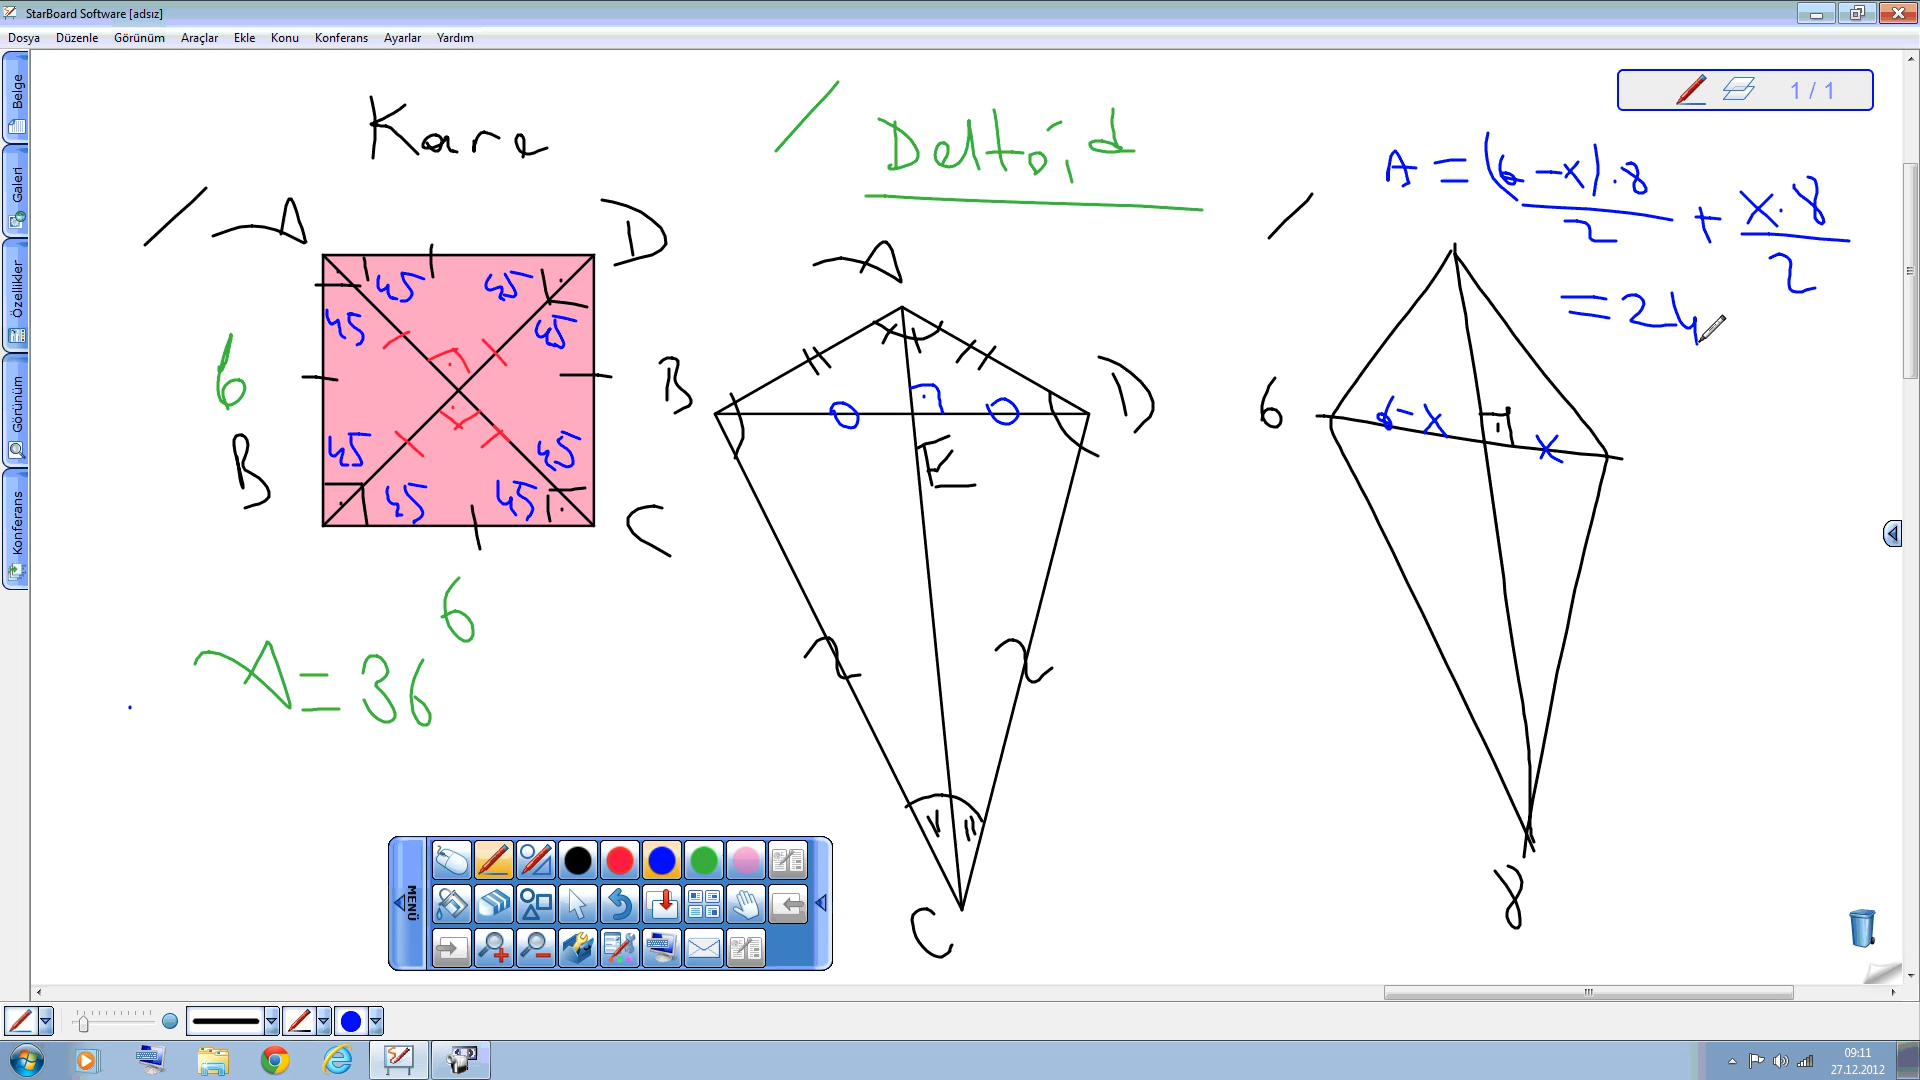 StarBoard Software [adsız]
Dosya Düzenle Görünüm Araçlar Ekle Konu Konferans Ayarlar Yardım
Belge
Galeri
Özellikler
Görünüm
Konferans
1 / 1
Kare
Deltoid
A = (6-x).8/2 + x.8/2
= 24
A D
45 45
45 45
6
B
45 45
45 45
C
6
A = 36
A
B D
E
C
6
6-x x
8
MENÜ
09:11
27.12.2012